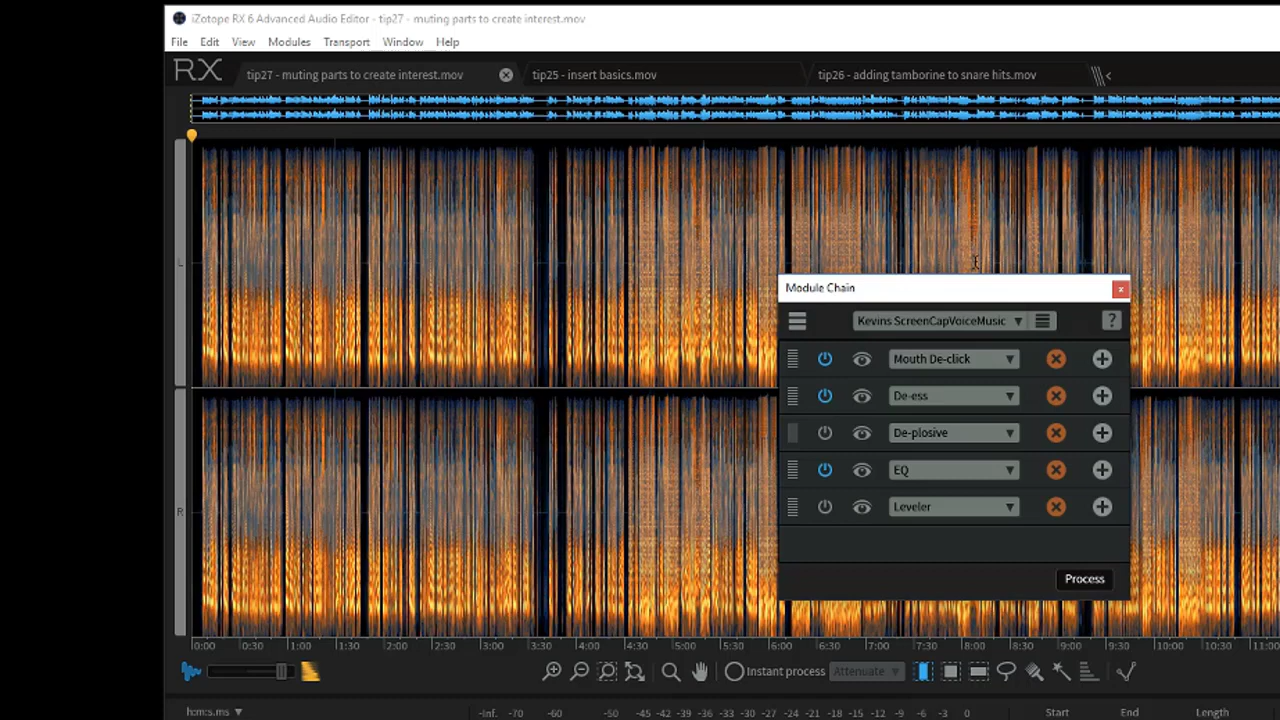 iZotope RX 6 Advanced Audio Editor - tip27 - muting parts to create interest.mov
File Edit View Modules Transport Window Help
RX tip27 - muting parts to create interest.mov tip25 - insert basics.mov tip26 - adding tamborine to snare hits.mov
L
Module Chain
Kevins ScreenCapVoiceMusic ?
Mouth De-click
De-ess
De-plosive
EQ
R
Leveler
Process
0:00 0:30 1:00 1:30 2:00 2:30 3:00 3:30 4:00 4:30 5:00 5:30 6:00 6:30 7:00 7:30 8:00 8:30 9:00 9:30 10:00 10:30 11:00
Instant process Attenuate
h:m:s.ms -Inf. -70 -60 -50 -45 -42 -39 -36 -33 -30 -27 -24 -21 -18 -15 -12 -9 -6 -3 0 Start End Length